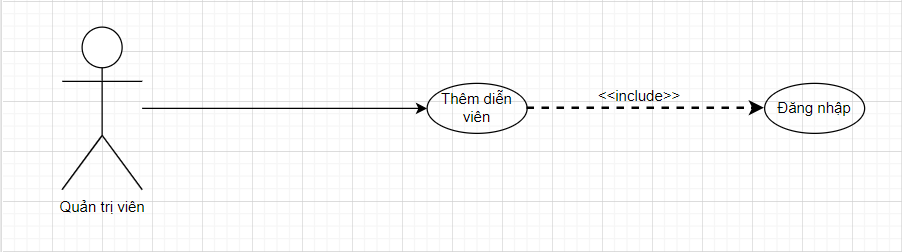 Thêm diễn
viên
<<include>>
Đăng nhập
Quản trị viên